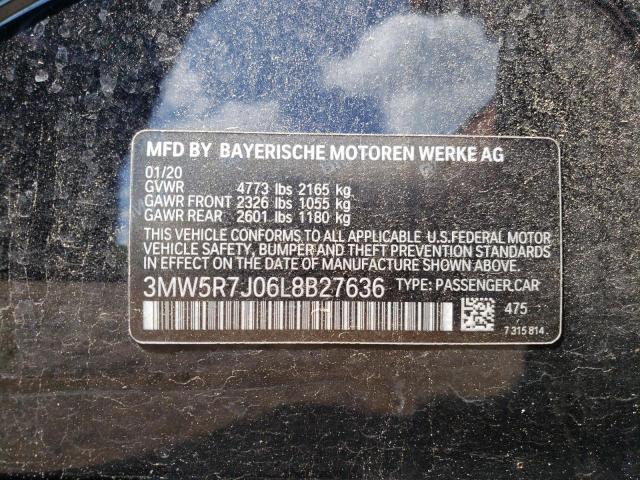 MFD BY BAYERISCHE MOTOREN WERKE AG
01/20
GVWR 4773 lbs 2165 kg
GAWR FRONT 2326 lbs 1055 kg
GAWR REAR 2601 lbs 1180 kg
THIS VEHICLE CONFORMS TO ALL APPLICABLE U.S.FEDERAL MOTOR
VEHICLE SAFETY, BUMPER AND THEFT PREVENTION STANDARDS
IN EFFECT ON THE DATE OF MANUFACTURE SHOWN ABOVE.
3MW5R7J06L8B27636 TYPE: PASSENGER,CAR
475
7 315 814